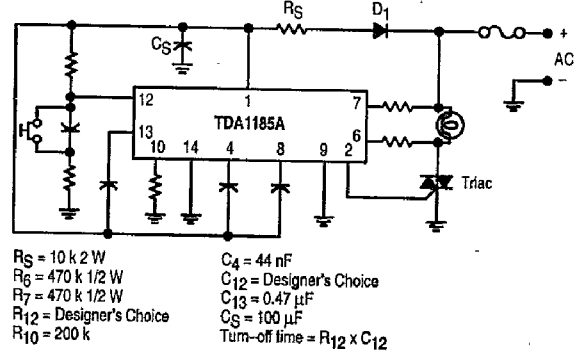 RS D1
CS + AC −
12 1 7
TDA1185A
13 10 14 4 8 9 2 6
Triac
RS = 10 k 2 W
R6 = 470 k 1/2 W
R7 = 470 k 1/2 W
R12 = Designer's Choice
R10 = 200 k
C4 = 44 nF
C12 = Designer's Choice
C13 = 0.47 µF
CS = 100 µF
Turn-off time = R12 x C12